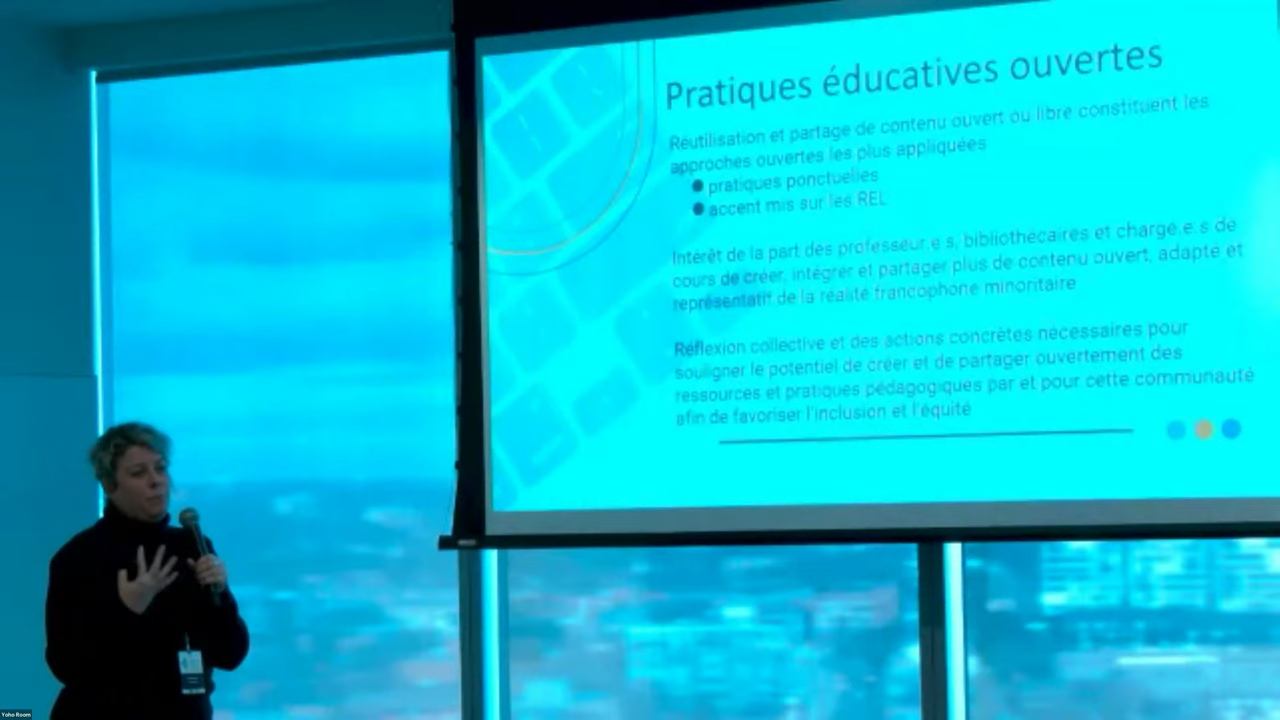 Pratiques éducatives ouvertes
Réutilisation et partage de contenu ouvert ou libre constituent les
approches ouvertes les plus appliquées
● pratiques ponctuelles
● accent mis sur les REL
Intérêt de la part des professeur.e.s, bibliothécaires et chargé.e.s de
cours de créer, intégrer et partager plus de contenu ouvert, adapté et
représentatif de la réalité francophone minoritaire
Réflexion collective et des actions concrètes nécessaires pour
souligner le potentiel de créer et de partager ouvertement des
ressources et pratiques pédagogiques par et pour cette communauté
afin de favoriser l'inclusion et l'équité
Yoho Room